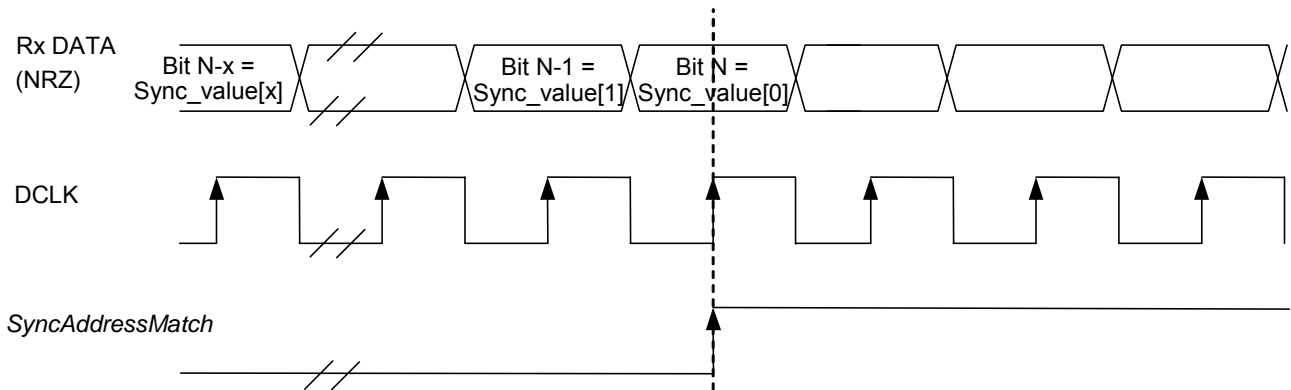 Rx DATA
(NRZ)
Bit N-x =
Sync_value[x]
Bit N-1 =
Sync_value[1]
Bit N =
Sync_value[0]
DCLK
SyncAddressMatch